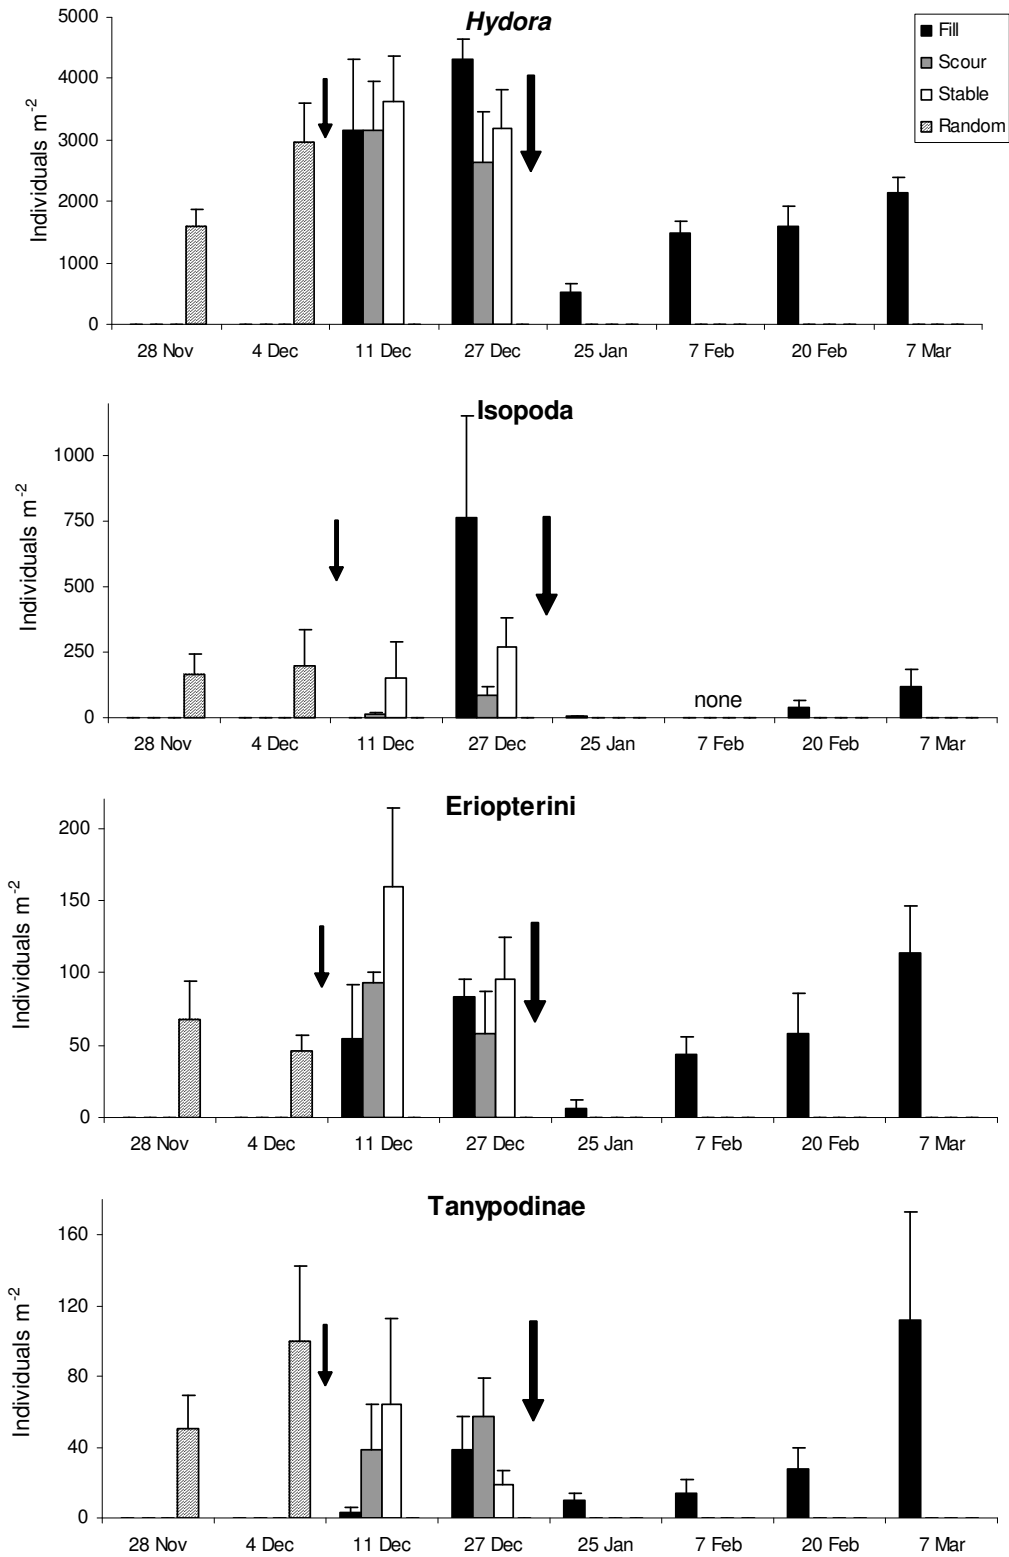 Hydora
5000
4000
3000
2000
1000
0
Individuals m-2
Fill
Scour
Stable
Random
28 Nov 4 Dec 11 Dec 27 Dec 25 Jan 7 Feb 20 Feb 7 Mar
Isopoda
1000
750
500
250
0
Individuals m-2
none
28 Nov 4 Dec 11 Dec 27 Dec 25 Jan 7 Feb 20 Feb 7 Mar
Eriopterini
200
150
100
50
0
Individuals m-2
28 Nov 4 Dec 11 Dec 27 Dec 25 Jan 7 Feb 20 Feb 7 Mar
Tanypodinae
160
120
80
40
0
Individuals m-2
28 Nov 4 Dec 11 Dec 27 Dec 25 Jan 7 Feb 20 Feb 7 Mar